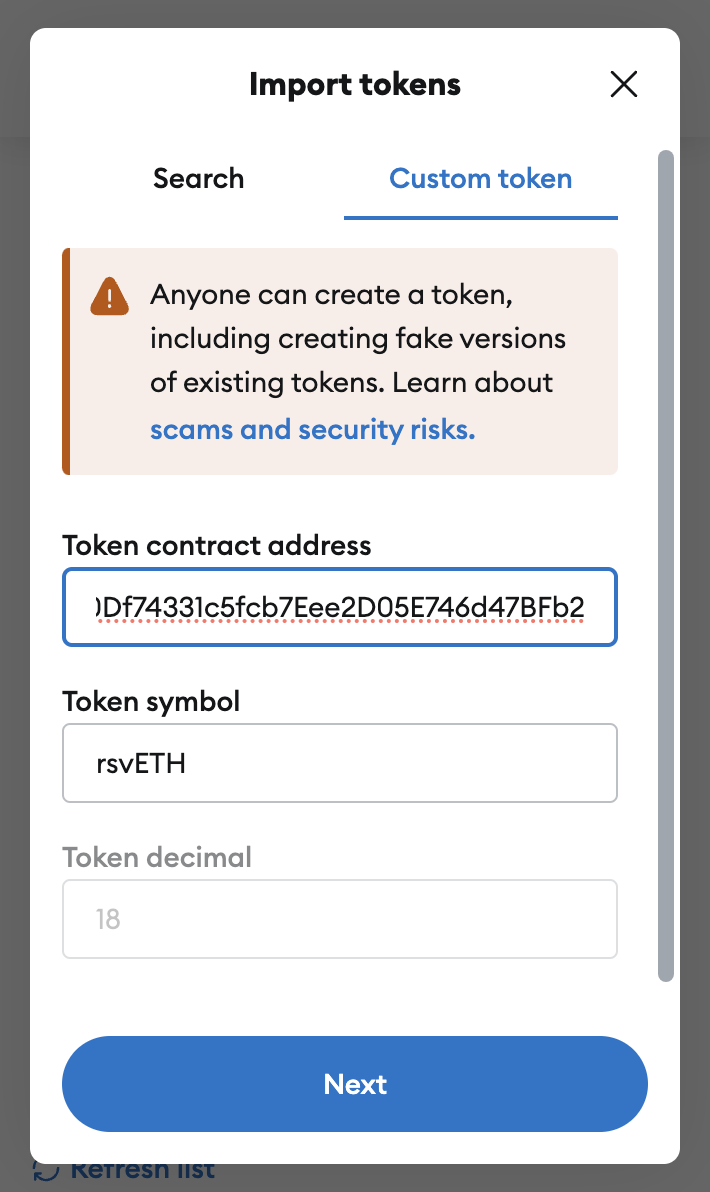 Import tokens
Search
Custom token
Anyone can create a token,
including creating fake versions
of existing tokens. Learn about
scams and security risks.
Token contract address
Df74331c5fcb7Eee2D05E746d47BFb2
Token symbol
rsvETH
Token decimal
18
Next
Refresh list